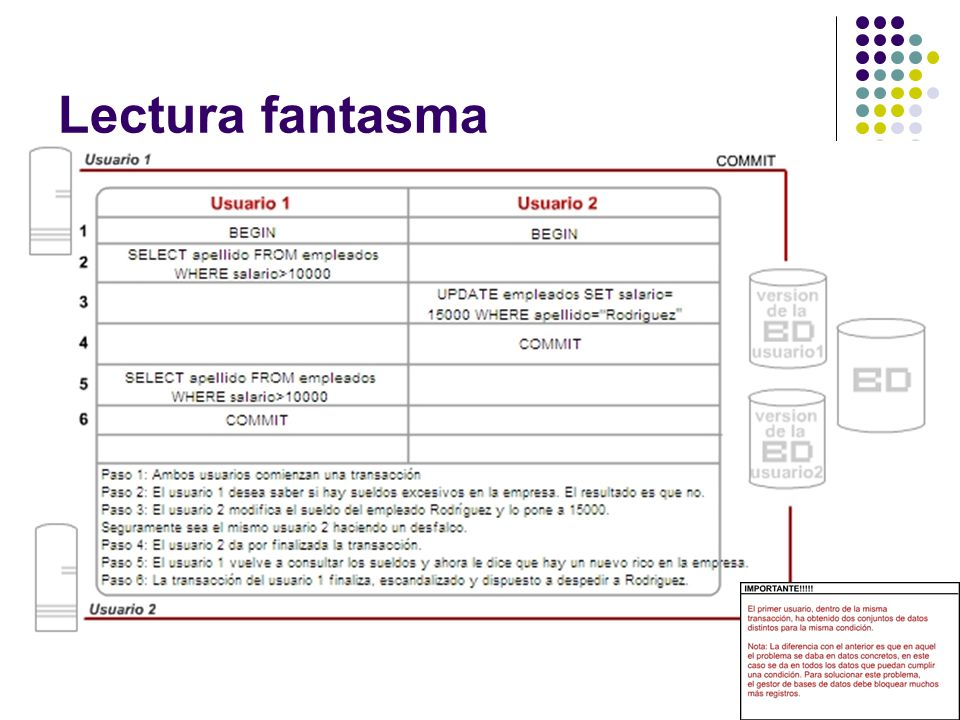 Lectura fantasma
Usuario 1
COMMIT
Usuario 1 Usuario 2
1 BEGIN BEGIN
2 SELECT apellido FROM empleados
WHERE salario>10000
3 UPDATE empleados SET salario=
15000 WHERE apellido="Rodriguez"
4 COMMIT
5 SELECT apellido FROM empleados
WHERE salario>10000
6 COMMIT
Paso 1: Ambos usuarios comienzan una transacción
Paso 2: El usuario 1 desea saber si hay sueldos excesivos en la empresa. El resultado es que no.
Paso 3: El usuario 2 modifica el sueldo del empleado Rodríguez y lo pone a 15000.
Seguramente sea el mismo usuario 2 haciendo un desfalco.
Paso 4: El usuario 2 da por finalizada la transacción.
Paso 5: El usuario 1 vuelve a consultar los sueldos y ahora le dice que hay un nuevo rico en la empresa.
Paso 6: La transacción del usuario 1 finaliza, escandalizado y dispuesto a despedir a Rodriguez.
Usuario 2
version
de la
BD
usuario1
BD
version
de la
BD
usuario2
IMPORTANTE!!!!!
El primer usuario, dentro de la misma
transacción, ha obtenido dos conjuntos de datos
distintos para la misma condición.
Nota: La diferencia con el anterior es que en aquel
el problema se daba en datos concretos, en este
caso se da en todos los datos que puedan cumplir
una condición. Para solucionar este problema,
el gestor de bases de datos debe bloquear muchos
más registros.